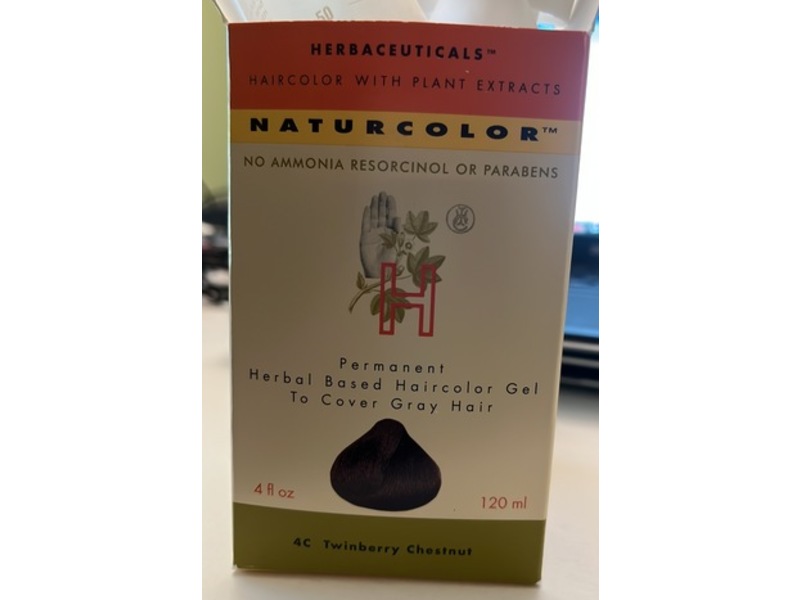 HERBACEUTICALS™
HAIRCOLOR WITH PLANT EXTRACTS
NATURCOLOR™
NO AMMONIA RESORCINOL OR PARABENS
H
Permanent
Herbal Based Haircolor Gel
To Cover Gray Hair
4 fl oz
120 ml
4C Twinberry Chestnut